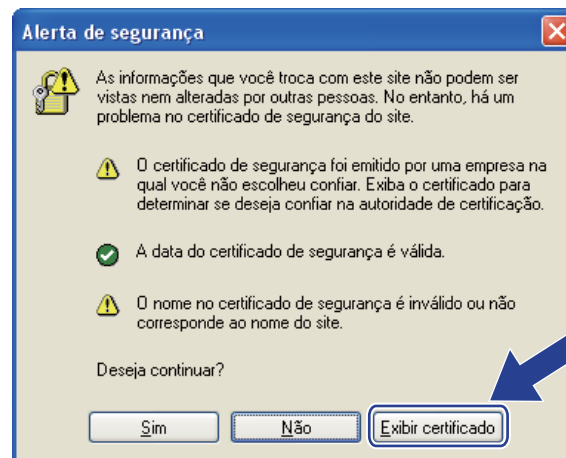 Alerta de segurança
As informações que você troca com este site não podem ser
vistas nem alteradas por outras pessoas. No entanto, há um
problema no certificado de segurança do site.
O certificado de segurança foi emitido por uma empresa na
qual você não escolheu confiar. Exiba o certificado para
determinar se deseja confiar na autoridade de certificação.
A data do certificado de segurança é válida.
O nome no certificado de segurança é inválido ou não
corresponde ao nome do site.
Deseja continuar?
Sim Não Exibir certificado